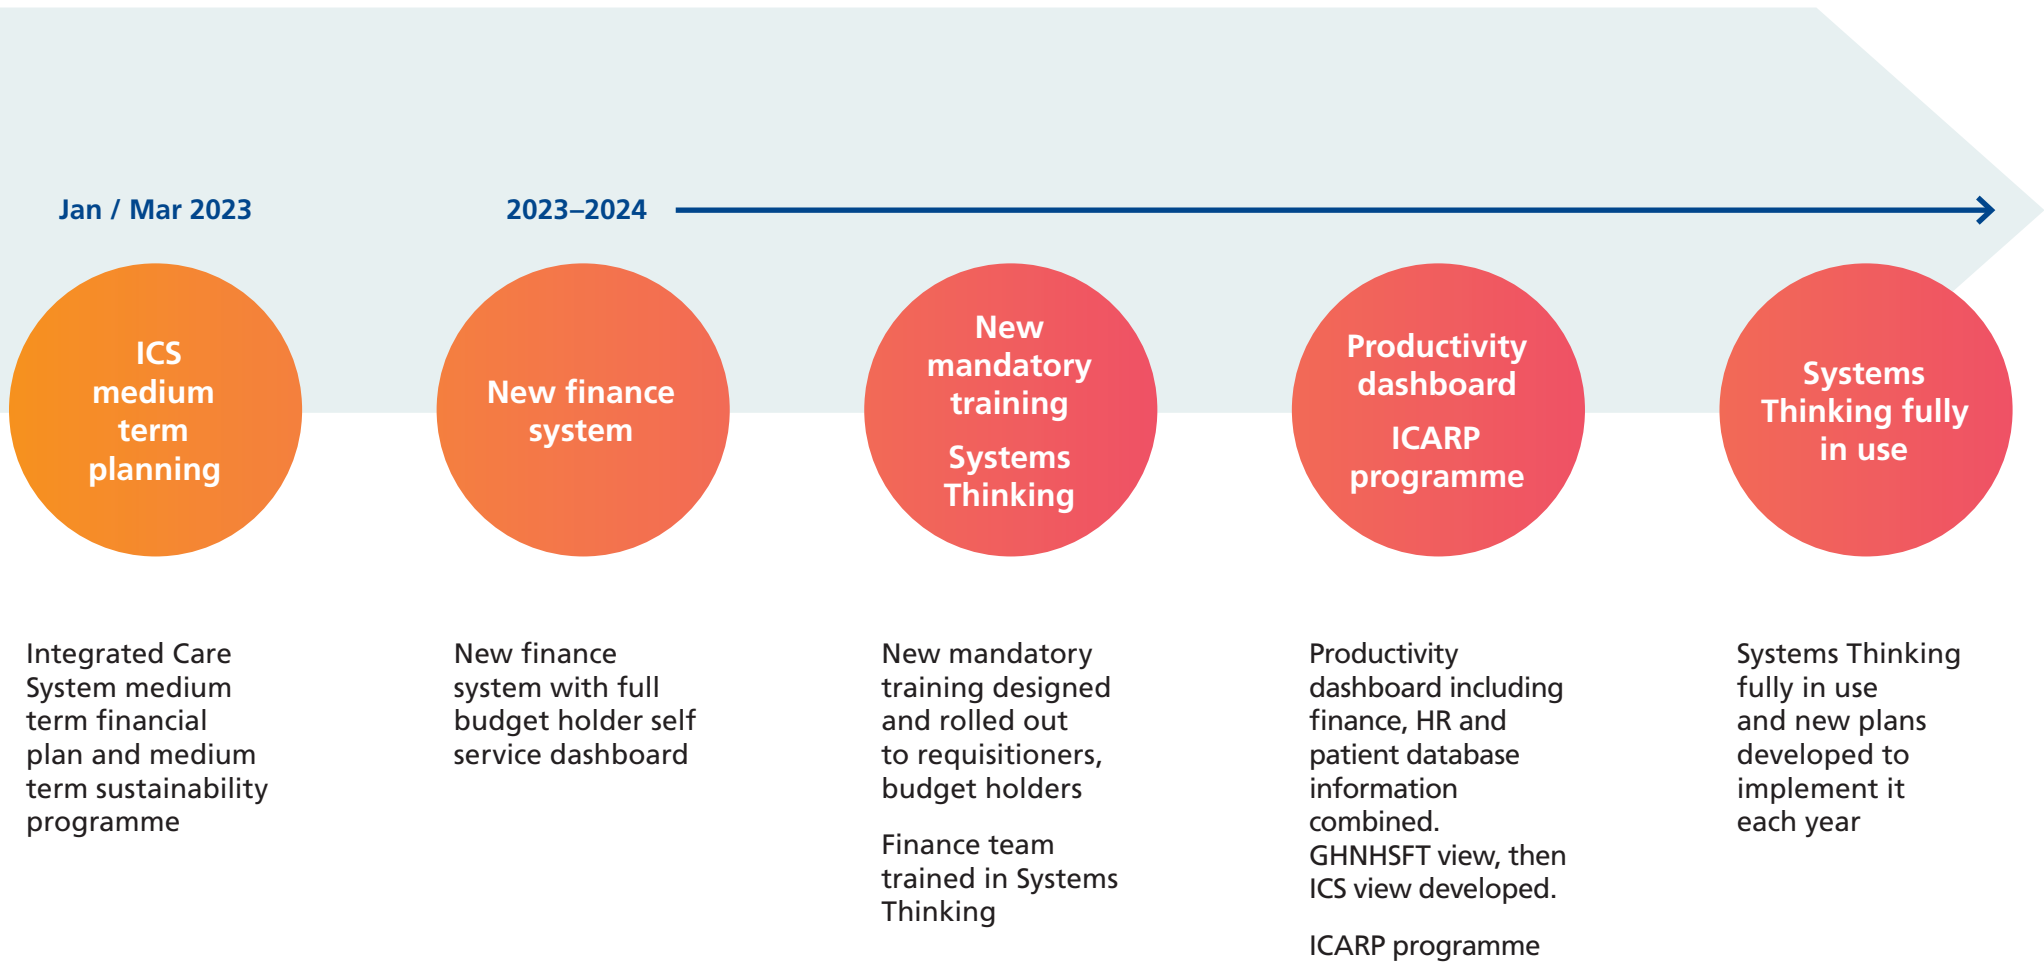 Jan / Mar 2023
2023–2024
ICS
medium
term
planning
New finance
system
New
mandatory
training
Systems
Thinking
Productivity
dashboard
ICARP
programme
Systems
Thinking fully
in use
Integrated Care
System medium
term financial
plan and medium
term sustainability
programme
New finance
system with full
budget holder self
service dashboard
New mandatory
training designed
and rolled out
to requisitioners,
budget holders
Finance team
trained in Systems
Thinking
Productivity
dashboard including
finance, HR and
patient database
information
combined.
GHNHSFT view, then
ICS view developed.
ICARP programme
Systems Thinking
fully in use
and new plans
developed to
implement it
each year